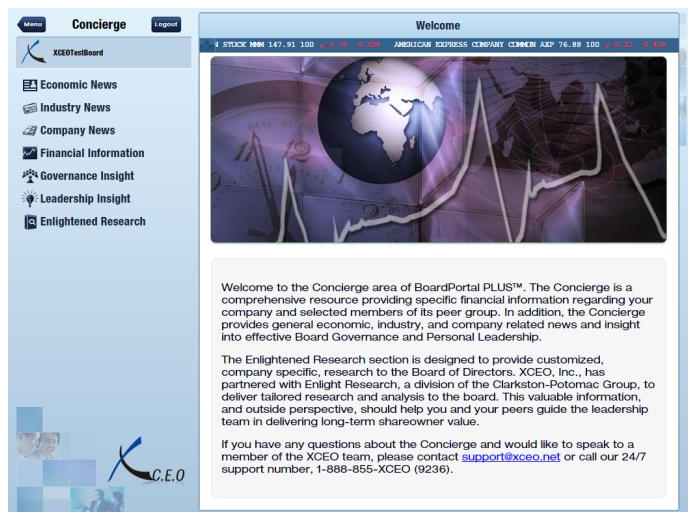 Menu
Concierge
Logout
Welcome
XCEOTestBoard
STOCK MMM 147.91 100 AMERICAN EXPRESS COMPANY COMMON AXP 76.88 100
Economic News
Industry News
Company News
Financial Information
Governance Insight
Leadership Insight
Enlightened Research
X C.E.O
Welcome to the Concierge area of BoardPortal PLUS™. The Concierge is a
comprehensive resource providing specific financial information regarding your
company and selected members of its peer group. In addition, the Concierge
provides general economic, industry, and company related news and insight
into effective Board Governance and Personal Leadership.
The Enlightened Research section is designed to provide customized,
company specific, research to the Board of Directors. XCEO, Inc., has
partnered with Enlight Research, a division of the Clarkston-Potomac Group, to
deliver tailored research and analysis to the board. This valuable information,
and outside perspective, should help you and your peers guide the leadership
team in delivering long-term shareowner value.
If you have any questions about the Concierge and would like to speak to a
member of the XCEO team, please contact support@xceo.net or call our 24/7
support number, 1-888-855-XCEO (9236).